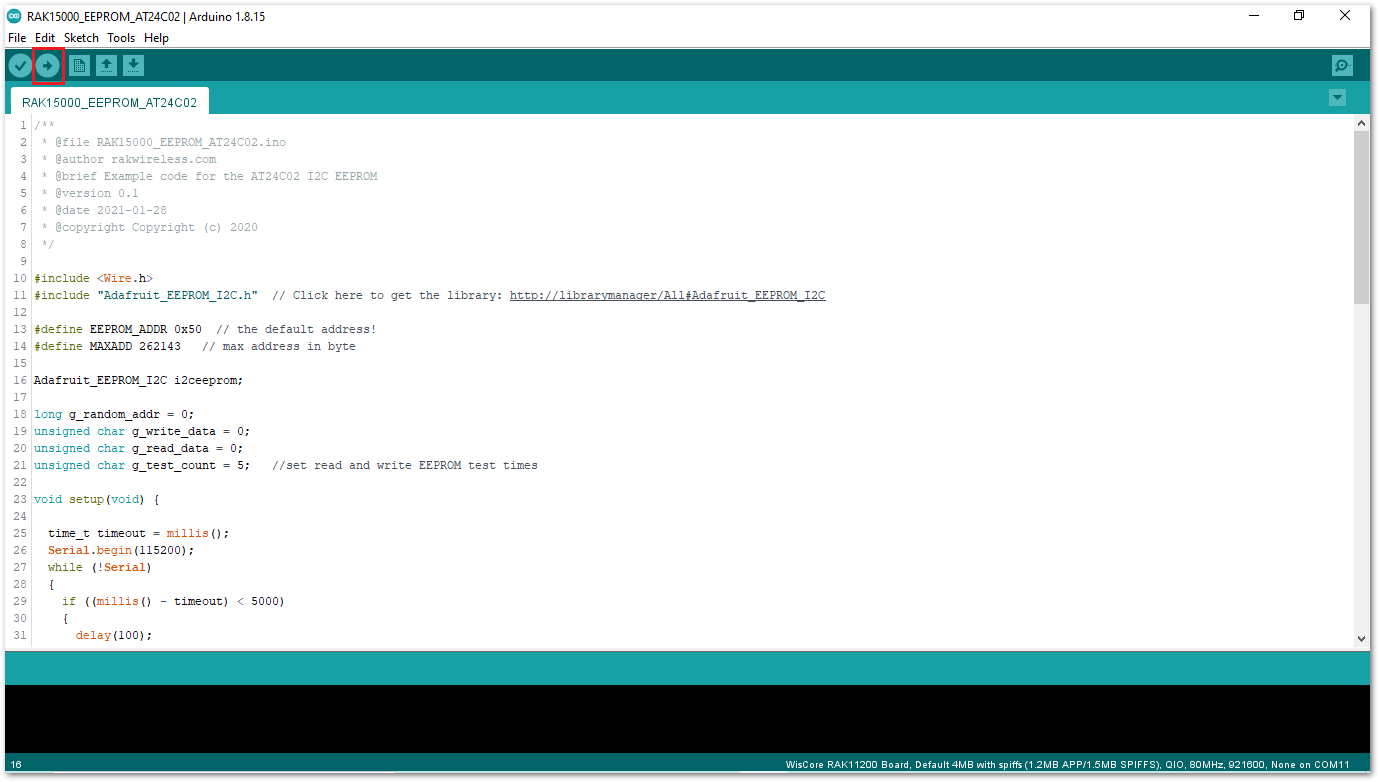 RAK15000_EEPROM_AT24C02 | Arduino 1.8.15
File Edit Sketch Tools Help
RAK15000_EEPROM_AT24C02
1 /**
2  * @file RAK15000_EEPROM_AT24C02.ino
3  * @author rakwireless.com
4  * @brief Example code for the AT24C02 I2C EEPROM
5  * @version 0.1
6  * @date 2021-01-28
7  * @copyright Copyright (c) 2020
8  */
9
10 #include <Wire.h>
11 #include "Adafruit_EEPROM_I2C.h"  // Click here to get the library: http://librarymanager/All#Adafruit_EEPROM_I2C
12
13 #define EEPROM_ADDR 0x50  // the default address!
14 #define MAXADD 262143   // max address in byte
15
16 Adafruit_EEPROM_I2C i2ceeprom;
17
18 long g_random_addr = 0;
19 unsigned char g_write_data = 0;
20 unsigned char g_read_data = 0;
21 unsigned char g_test_count = 5;   //set read and write EEPROM test times
22
23 void setup(void) {
24
25   time_t timeout = millis();
26   Serial.begin(115200);
27   while (!Serial)
28   {
29     if ((millis() - timeout) < 5000)
30     {
31       delay(100);
16 WisCore RAK11200 Board, Default 4MB with spiffs (1.2MB APP/1.5MB SPIFFS), QIO, 80MHz, 921600, None on COM11